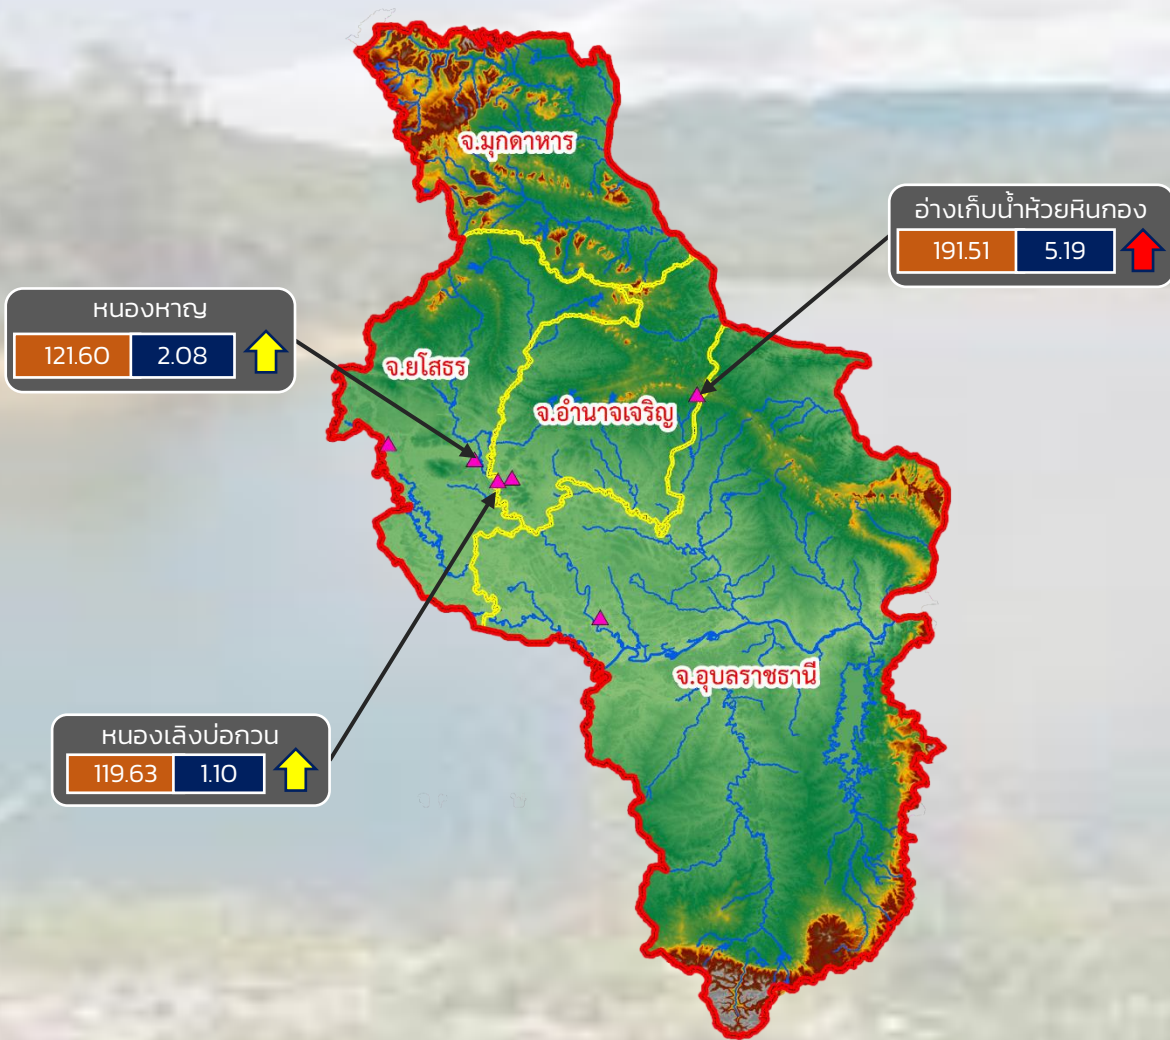 จ.มุกดาหาร
อ่างเก็บน้ำห้วยหินกอง
191.51 5.19
หนองหาญ
121.60 2.08
จ.ยโสธร
จ.อำนาจเจริญ
จ.อุบลราชธานี
หนองเลิงบ่อกวน
119.63 1.10